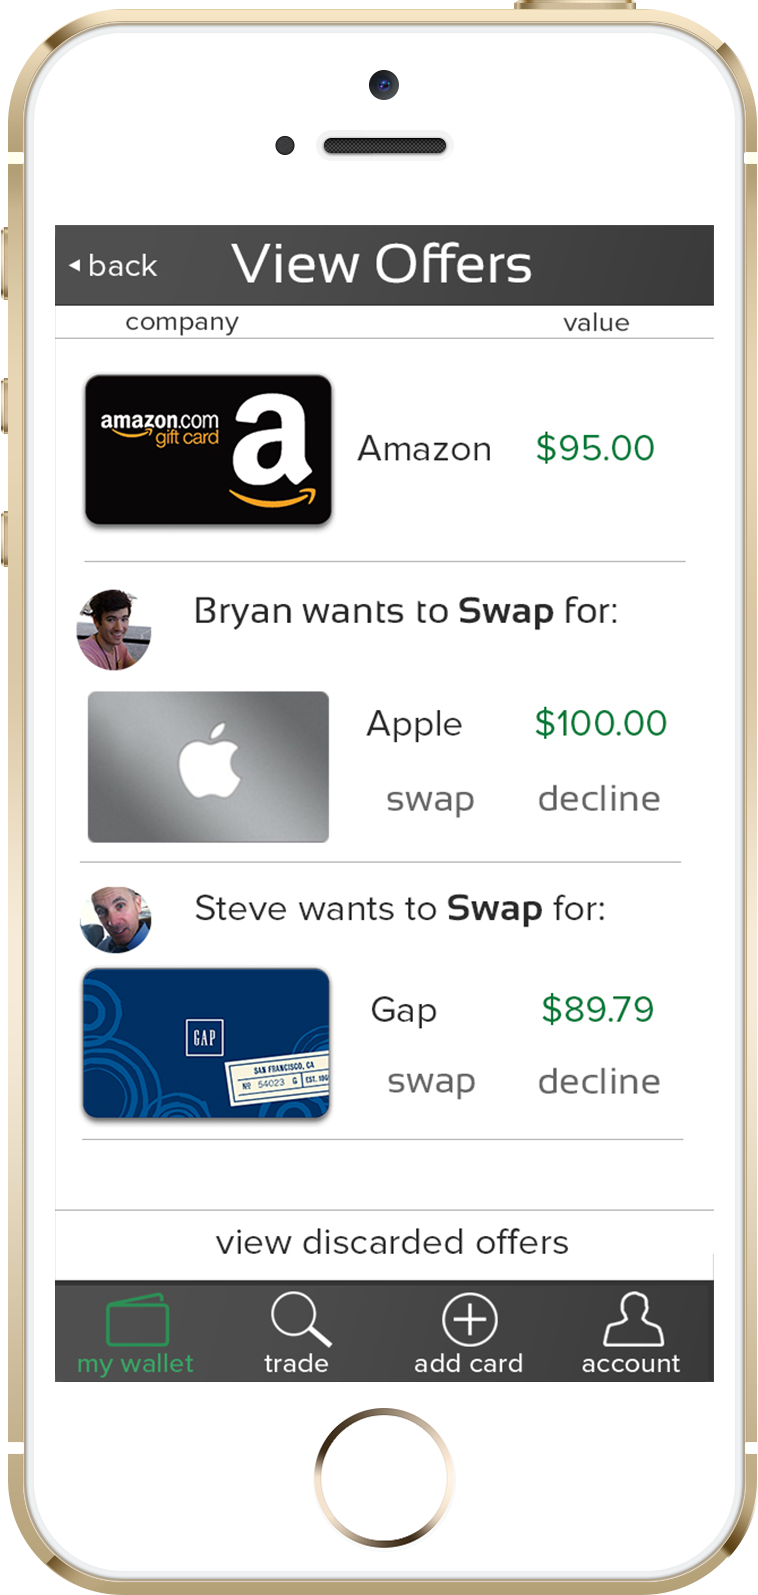 ◂ back View Offers
company value
amazon.com
gift card
a
Amazon $95.00
Bryan wants to Swap for:
Apple $100.00
swap decline
Steve wants to Swap for:
GAP
SAN FRANCISCO, CA
Nº 54023 G EST. 196
Gap $89.79
swap decline
view discarded offers
my wallet trade add card account